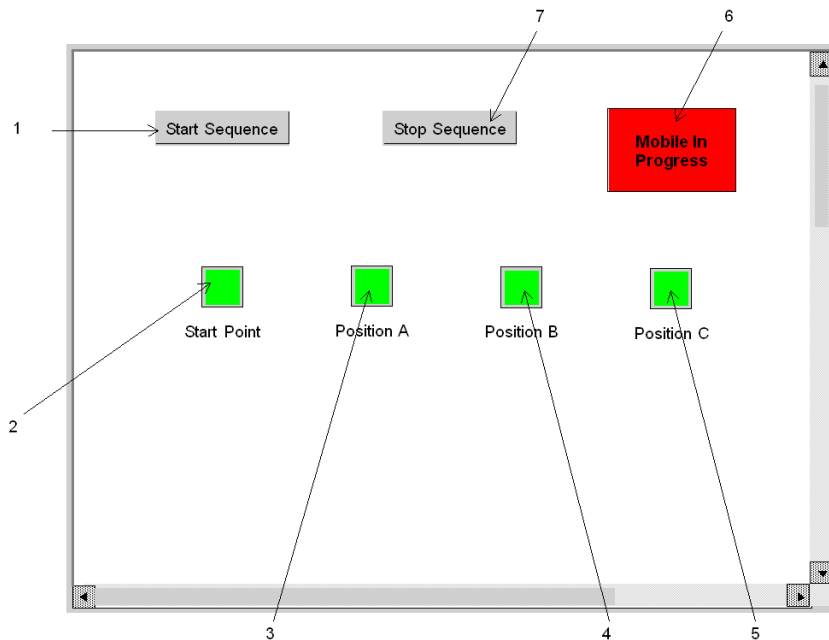 7
6
1
Start Sequence
Stop Sequence
Mobile In
Progress
Start Point
Position A
Position B
Position C
2
3
4
5